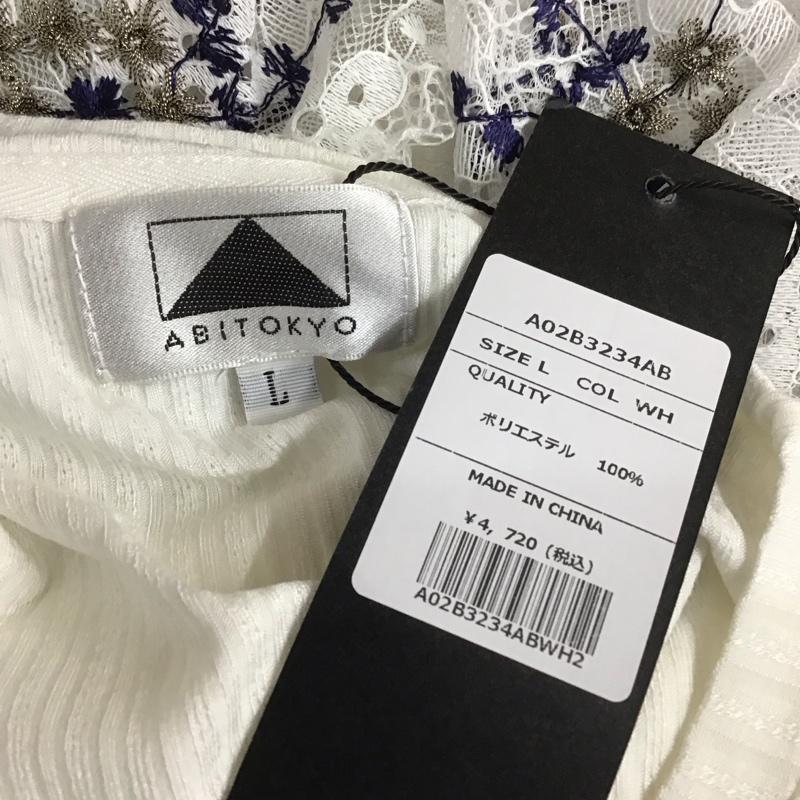 ABITOKYO
L
A02B3234AB
SIZE L COL WH
QUALITY
ポリエステル 100%
MADE IN CHINA
¥4, 720 (税込)
A02B3234ABWH2